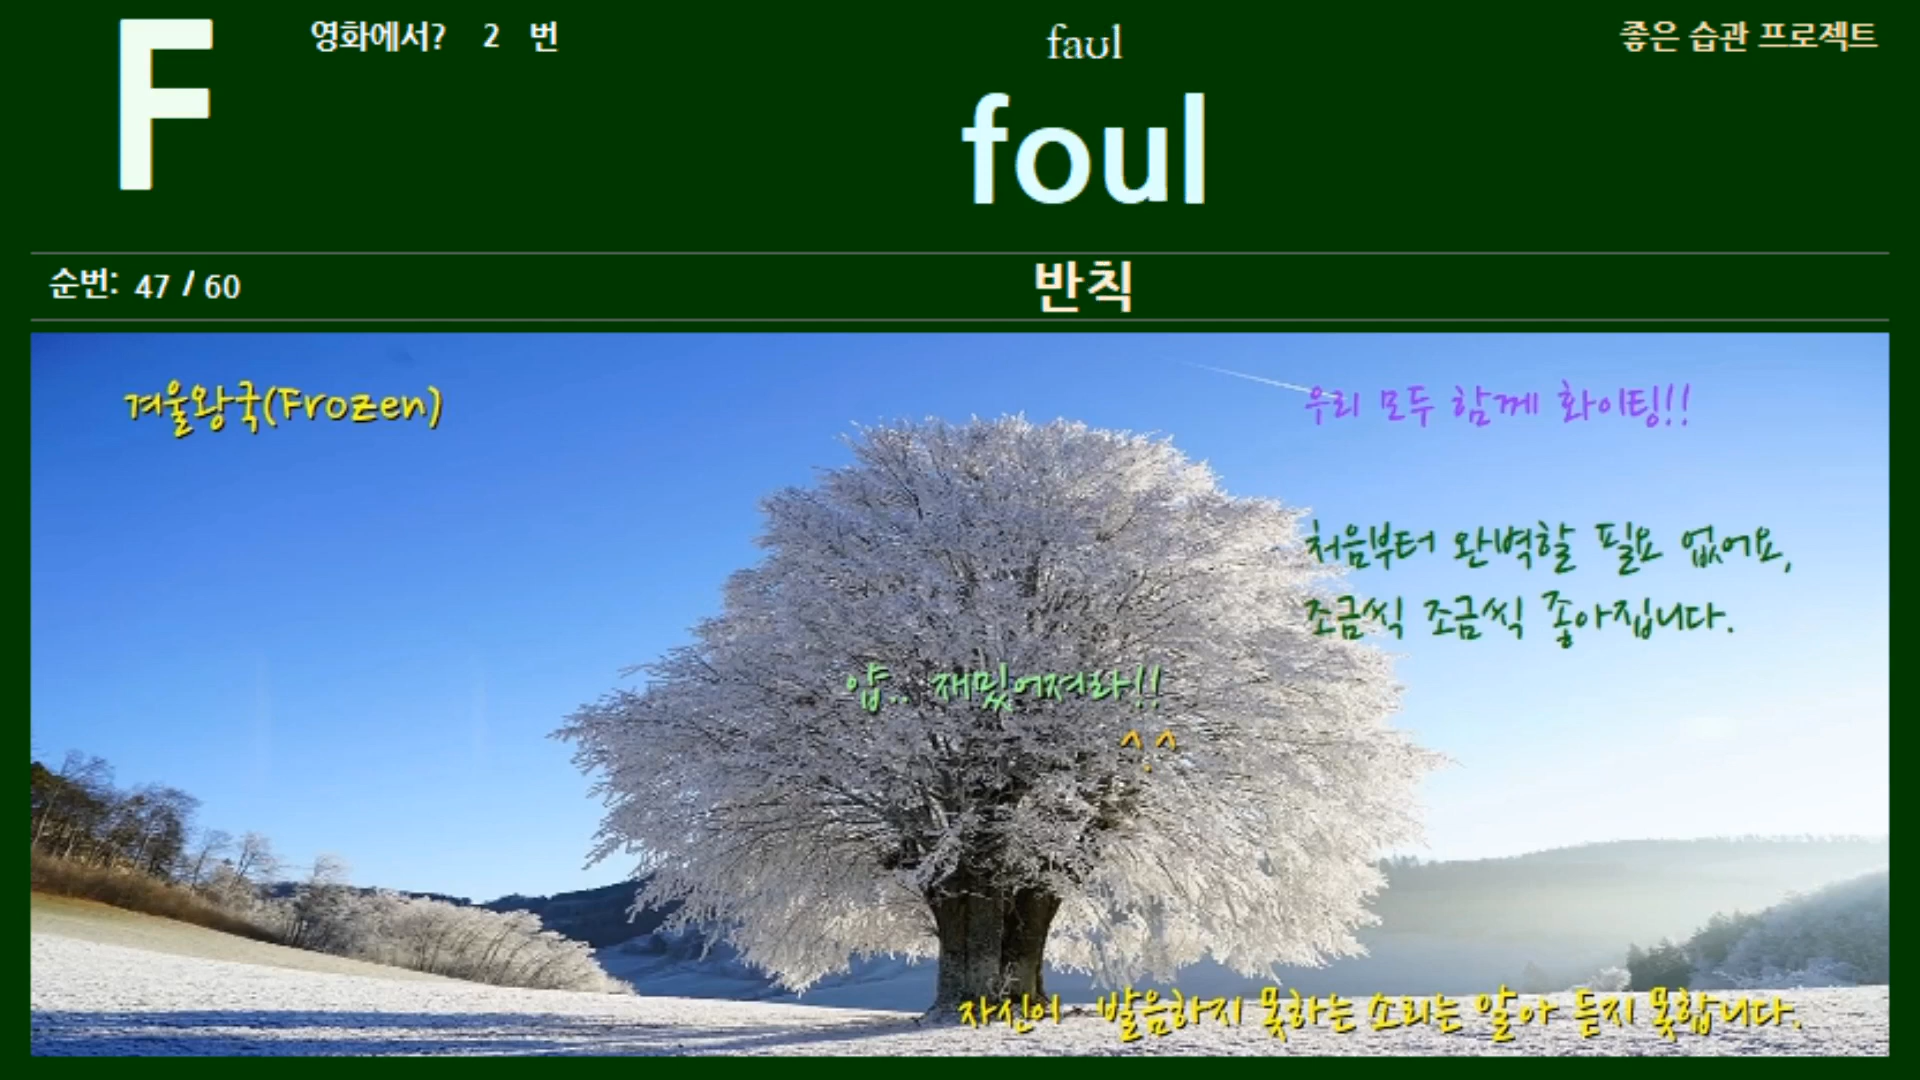 F
영화에서? 2 번
faul
좋은 습관 프로젝트
foul
순번: 47 / 60
반칙
겨울왕국(Frozen)
우리 모두 함께 화이팅!!
처음부터 완벽할 필요 없어요,
조금씩 조금씩 좋아집니다.
얍.. 재밌어져라!!
^.^
자신이 발음하지 못하는 소리는 알아 듣지 못합니다.